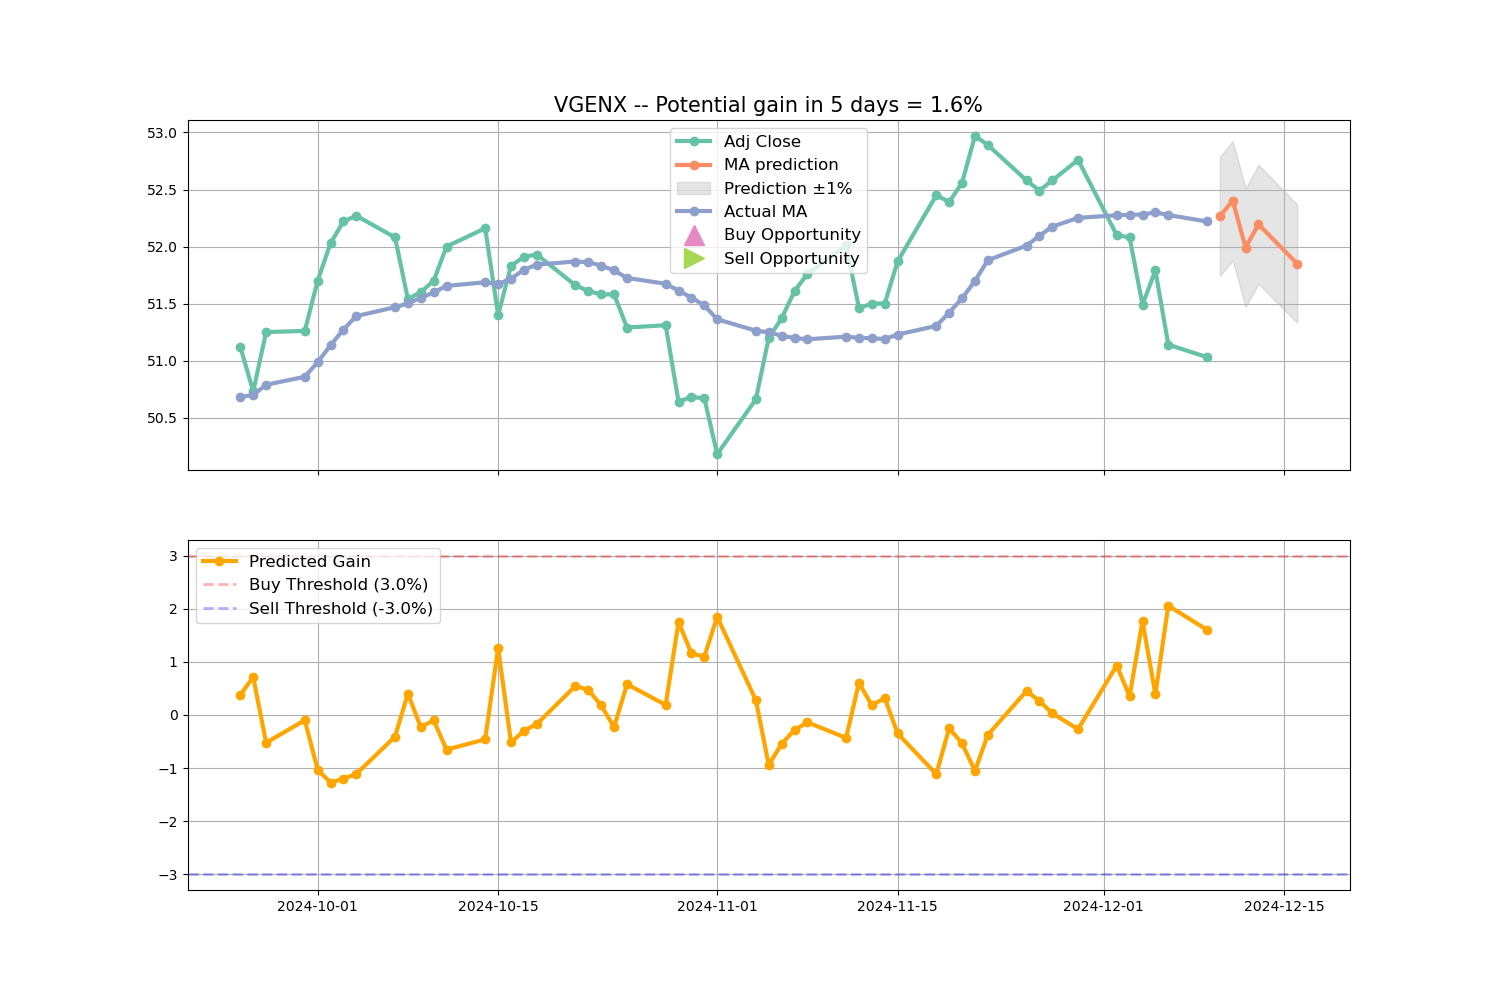 VGENX -- Potential gain in 5 days = 1.6%
53.0
52.5
52.0
51.5
51.0
50.5
Adj Close
MA prediction
Prediction ±1%
Actual MA
Buy Opportunity
Sell Opportunity
3
2
1
0
−1
−2
−3
Predicted Gain
Buy Threshold (3.0%)
Sell Threshold (-3.0%)
2024-10-01
2024-10-15
2024-11-01
2024-11-15
2024-12-01
2024-12-15